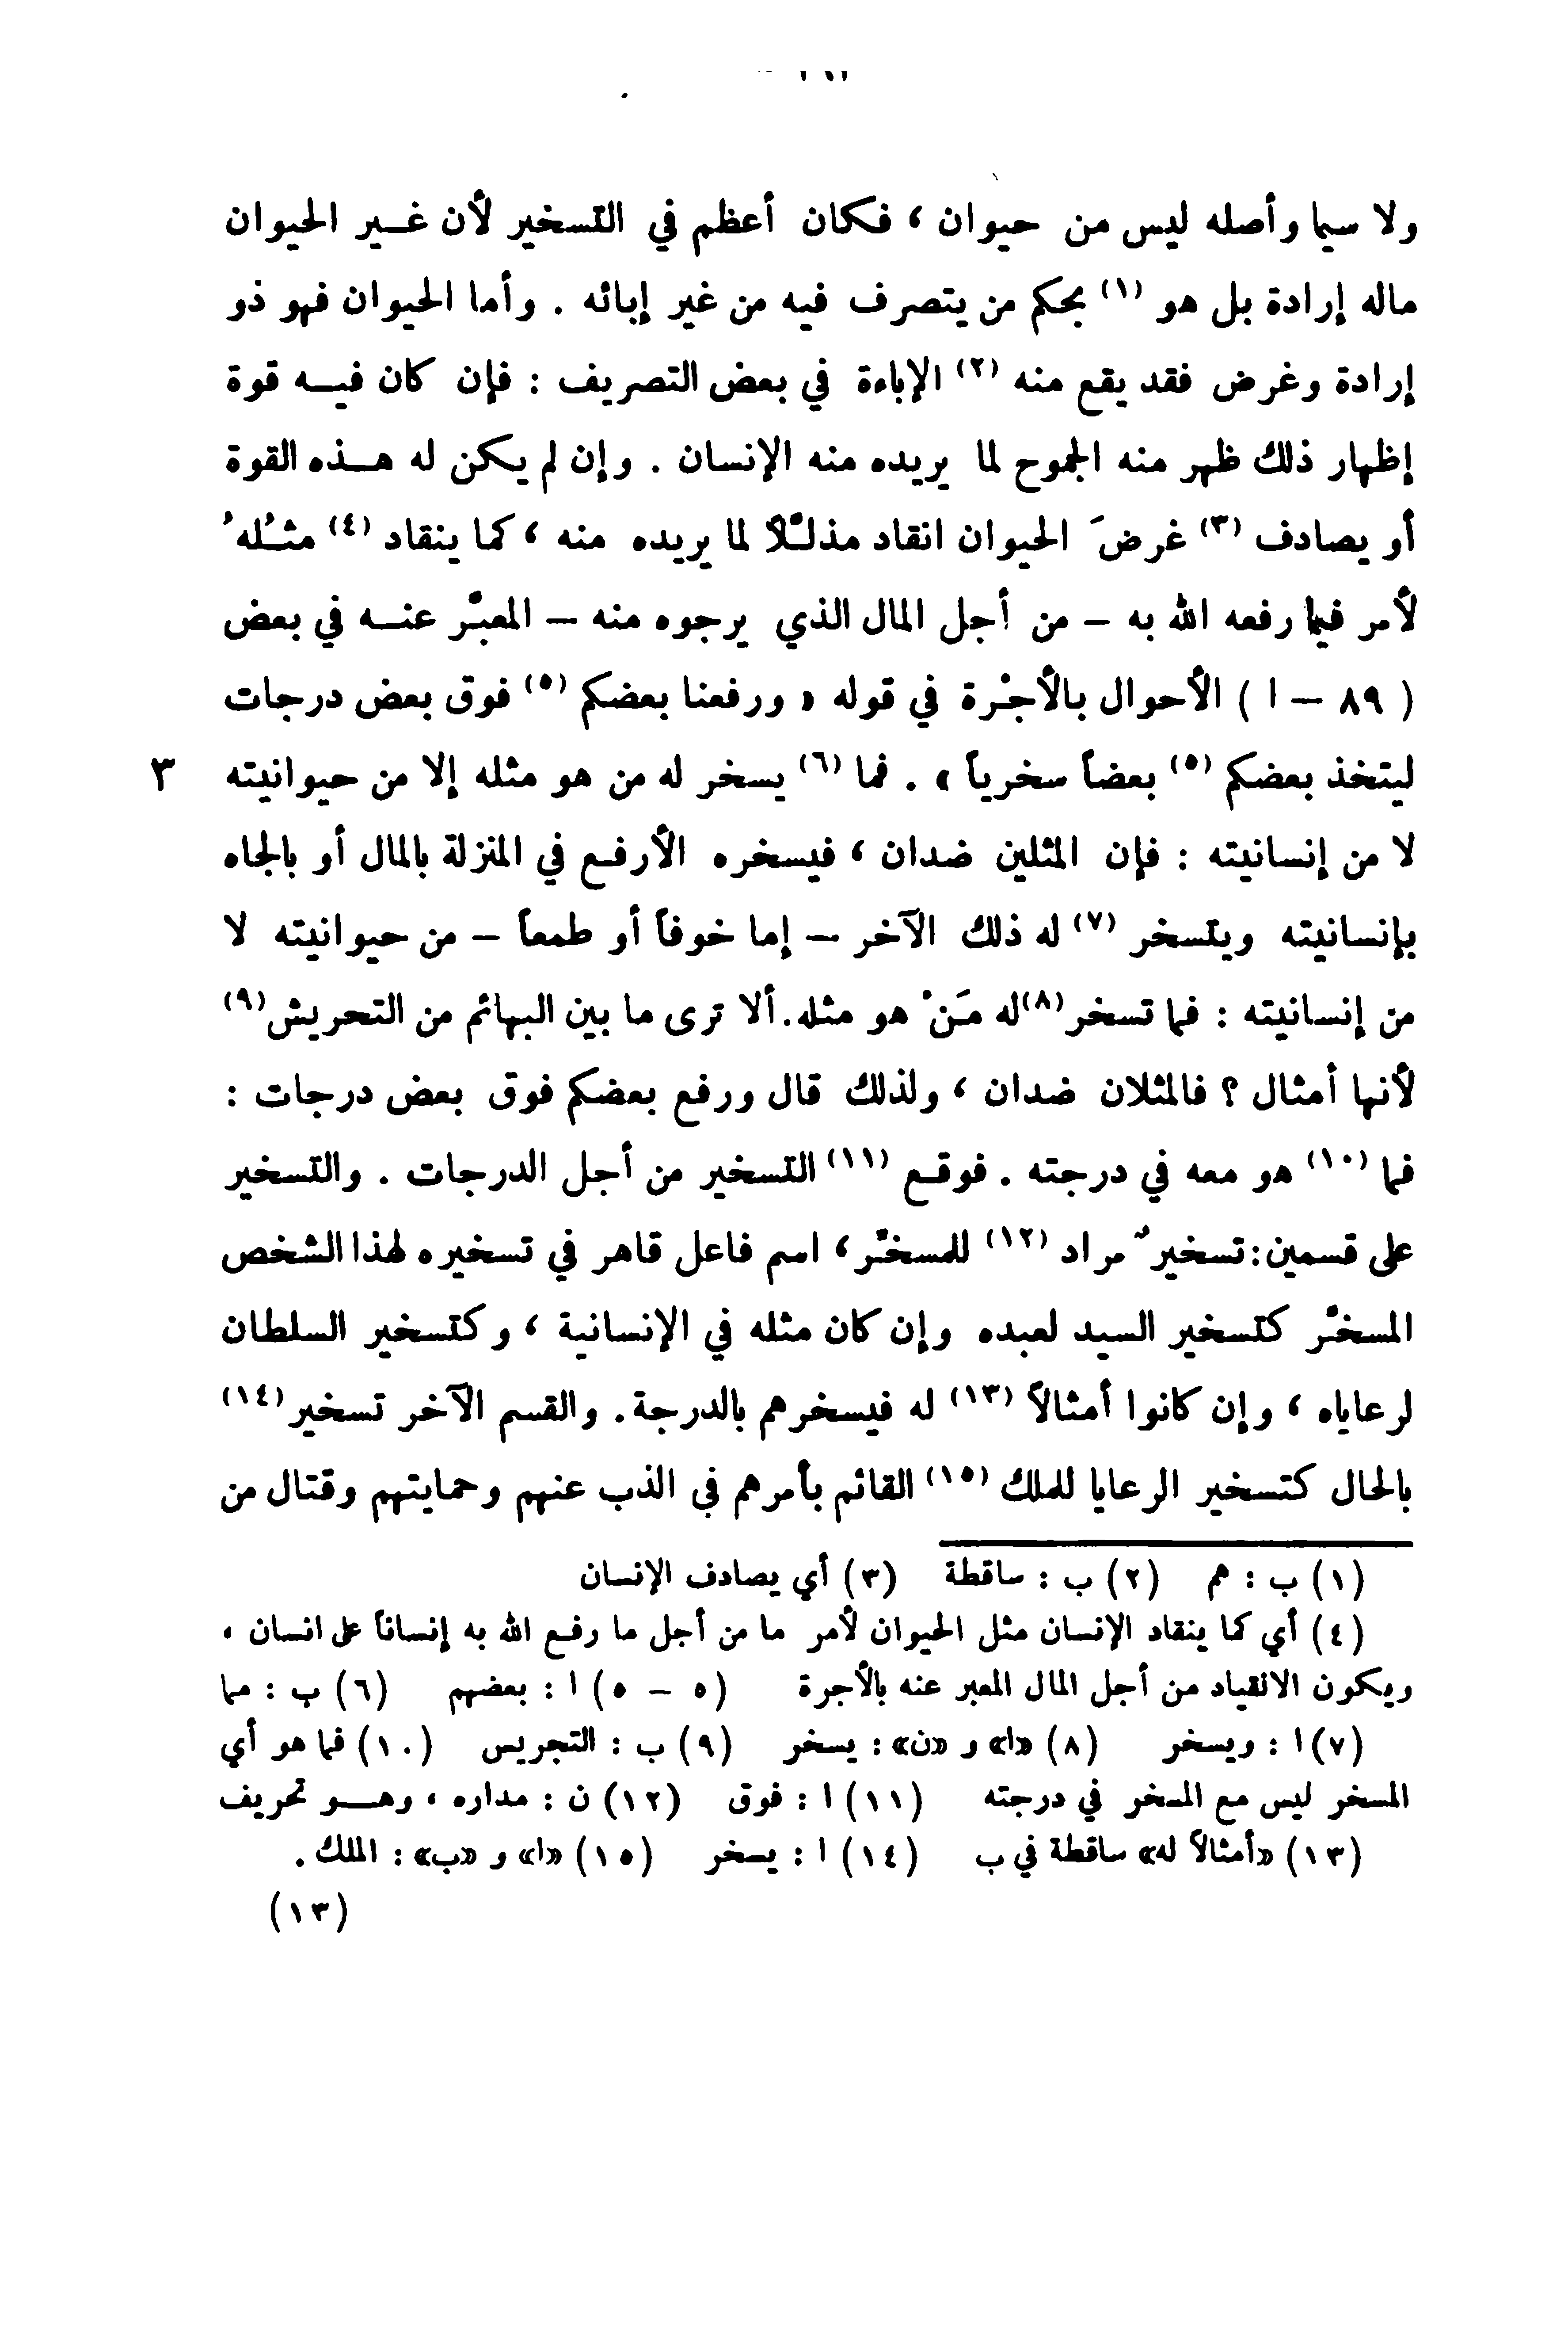 ولا سيما وأصله ليس من حيوان ، فكان أعظم في التسخير لأن غير الحيوان
ماله إرادة بل هو (١) بحكم من يتصرف فيه من غير إبائه . وأما الحيوان فهو ذو
إرادة وغرض فقد يقع منه (٢) الإباءة في بعض التصريف : فإن كان فيه قوة
إظهار ذلك ظهر منه الجموح لما يريده منه الإنسان . وإن لم يكن له هذه القوة
أو يصادف (٣) غرضَ الحيوان انقاد مذلَّلاً لما يريده منه ، كما ينقاد (٤) مثلُهُ
لأمر فيما رفعه الله به – من أجل المال الذي يرجوه منه – المعبَّر عنه في بعض
( ٨٩ – ا ) الأحوال بالأجْرة في قوله « ورفعنا بعضكم (٥) فوق بعض درجات
ليتخذ بعضكم (٥) بعضاً سخرياً » . فما (٦) يسخر له من هو مثله إلا من حيوانيته ٣
لا من إنسانيته : فإن المثلين ضدان ، فيسخره الأرفع في المنزلة بالمال أو بالجاه
بإنسانيته ويتسخر (٧) له ذلك الآخر – إما خوفاً أو طمعاً – من حيوانيته لا
من إنسانيته : فما تسخر(٨)له مَنْ هو مثله.ألا ترى ما بين البهائم من التحريش(٩)
لأنها أمثال ؟ فالمثلان ضدان ، ولذلك قال ورفع بعضكم فوق بعض درجات :
فما (١٠) هو معه في درجته . فوقع (١١) التسخير من أجل الدرجات . والتسخير
على قسمين:تسخيرٌ مراد (١٢) للمسخِّر، اسم فاعل قاهر في تسخيره لهذا الشخص
المسخَّر كتسخير السيد لعبده وإن كان مثله في الإنسانية ، وكتسخير السلطان
لرعاياه ، وإن كانوا أمثالاً (١٣) له فيسخرهم بالدرجة. والقسم الآخر تسخير(١٤)
بالحال كتسخير الرعايا للملك (١٥) القائم بأمرهم في الذب عنهم وحمايتهم وقتال من
(١) ب : هم (٢) ب : ساقطة (٣) أي يصادف الإنسان
(٤) أي كما ينقاد الإنسان مثل الحيوان لأمر ما من أجل ما رفع الله به إنساناً على انسان ،
ويكون الانقياد من أجل المال المعبر عنه بالأجرة (٥ – ٥) ا : بعضهم (٦) ب : مما
(٧) ا : ويسخر (٨) «ا» و «ن» : يسخر (٩) ب : التجريس (١٠) فما هو أي
المسخر ليس مع المسخر في درجته (١١) ا : فوق (١٢) ن : مداره ، وهو تحريف
(١٣) «أمثالاً له» ساقطة في ب (١٤) ا : يسخر (١٥) «ا» و «ب» : الملك .
(١٣)